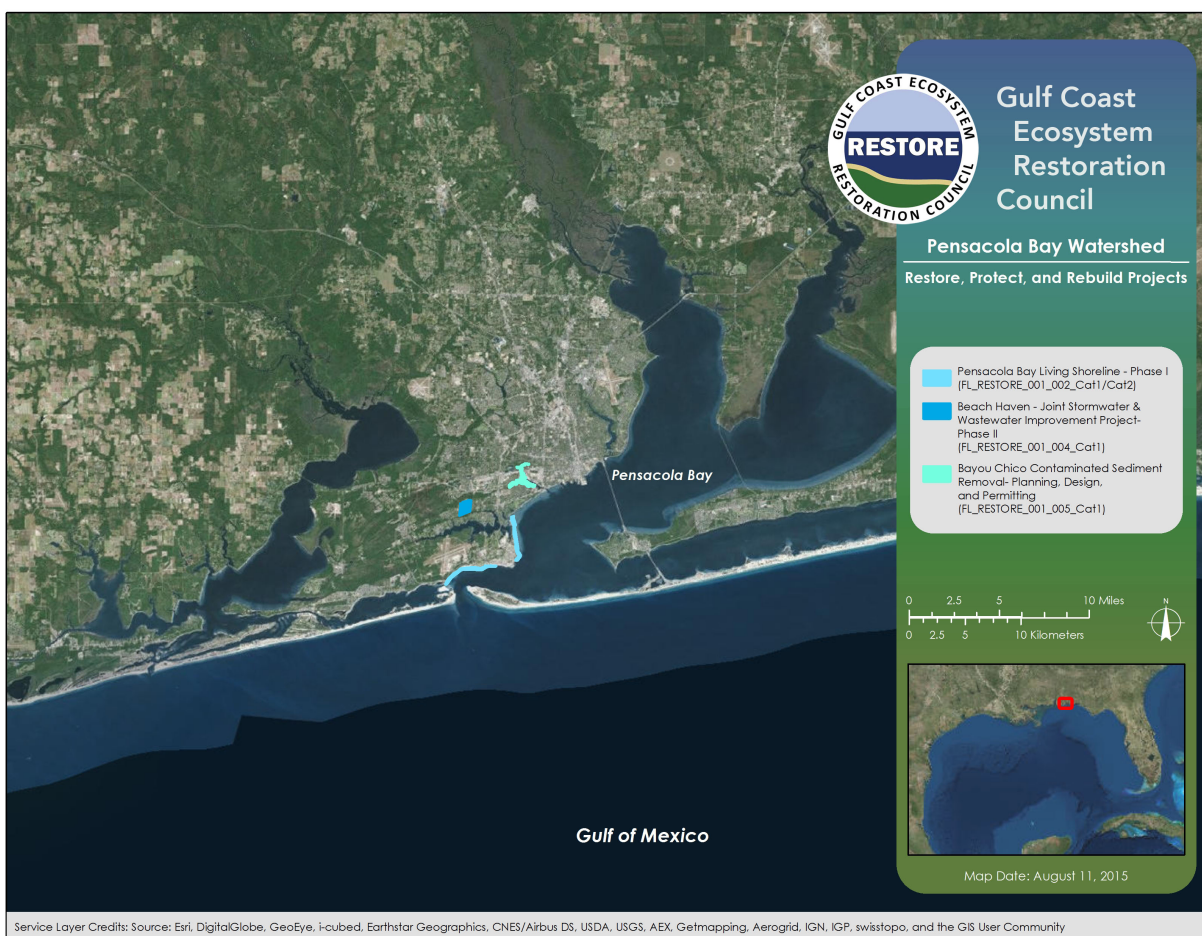 GULF COAST ECOSYSTEM
RESTORE
RESTORATION COUNCIL
Gulf Coast
Ecosystem
Restoration
Council
Pensacola Bay Watershed
Restore, Protect, and Rebuild Projects
Pensacola Bay Living Shoreline - Phase I
(FL_RESTORE_001_002_Cat1/Cat2)
Beach Haven - Joint Stormwater &
Wastewater Improvement Project-
Phase II
(FL_RESTORE_001_004_Cat1)
Bayou Chico Contaminated Sediment
Removal- Planning, Design,
and Permitting
(FL_RESTORE_001_005_Cat1)
Pensacola Bay
0 2.5 5 10 Miles
0 2.5 5 10 Kilometers
N
Gulf of Mexico
Map Date: August 11, 2015
Service Layer Credits: Source: Esri, DigitalGlobe, GeoEye, i-cubed, Earthstar Geographics, CNES/Airbus DS, USDA, USGS, AEX, Getmapping, Aerogrid, IGN, IGP, swisstopo, and the GIS User Community